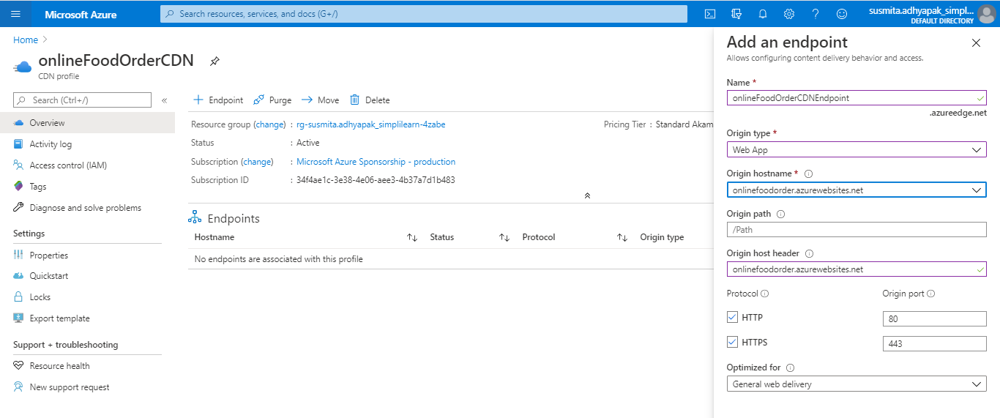 Microsoft Azure
Search resources, services, and docs (G+/)
susmita.adhyapak_simpl...
DEFAULT DIRECTORY
Home
onlineFoodOrderCDN
CDN profile
Search (Ctrl+/)
Overview
Activity log
Access control (IAM)
Tags
Diagnose and solve problems
Settings
Properties
Quickstart
Locks
Export template
Support + troubleshooting
Resource health
New support request
Endpoint Purge Move Delete
Resource group (change) : rg-susmita.adhyapak_simplilearn-4zabe
Pricing Tier : Standard Akam
Status : Active
Subscription (change) : Microsoft Azure Sponsorship - production
Subscription ID : 34f4ae1c-3e38-4e06-aee3-4b37a7d1b483
Endpoints
Hostname Status Protocol Origin type
No endpoints are associated with this profile
Add an endpoint
Allows configuring content delivery behavior and access.
Name *
onlineFoodOrderCDNEndpoint
.azureedge.net
Origin type *
Web App
Origin hostname *
onlinefoodorder.azurewebsites.net
Origin path
/Path
Origin host header
onlinefoodorder.azurewebsites.net
Protocol Origin port
HTTP 80
HTTPS 443
Optimized for
General web delivery